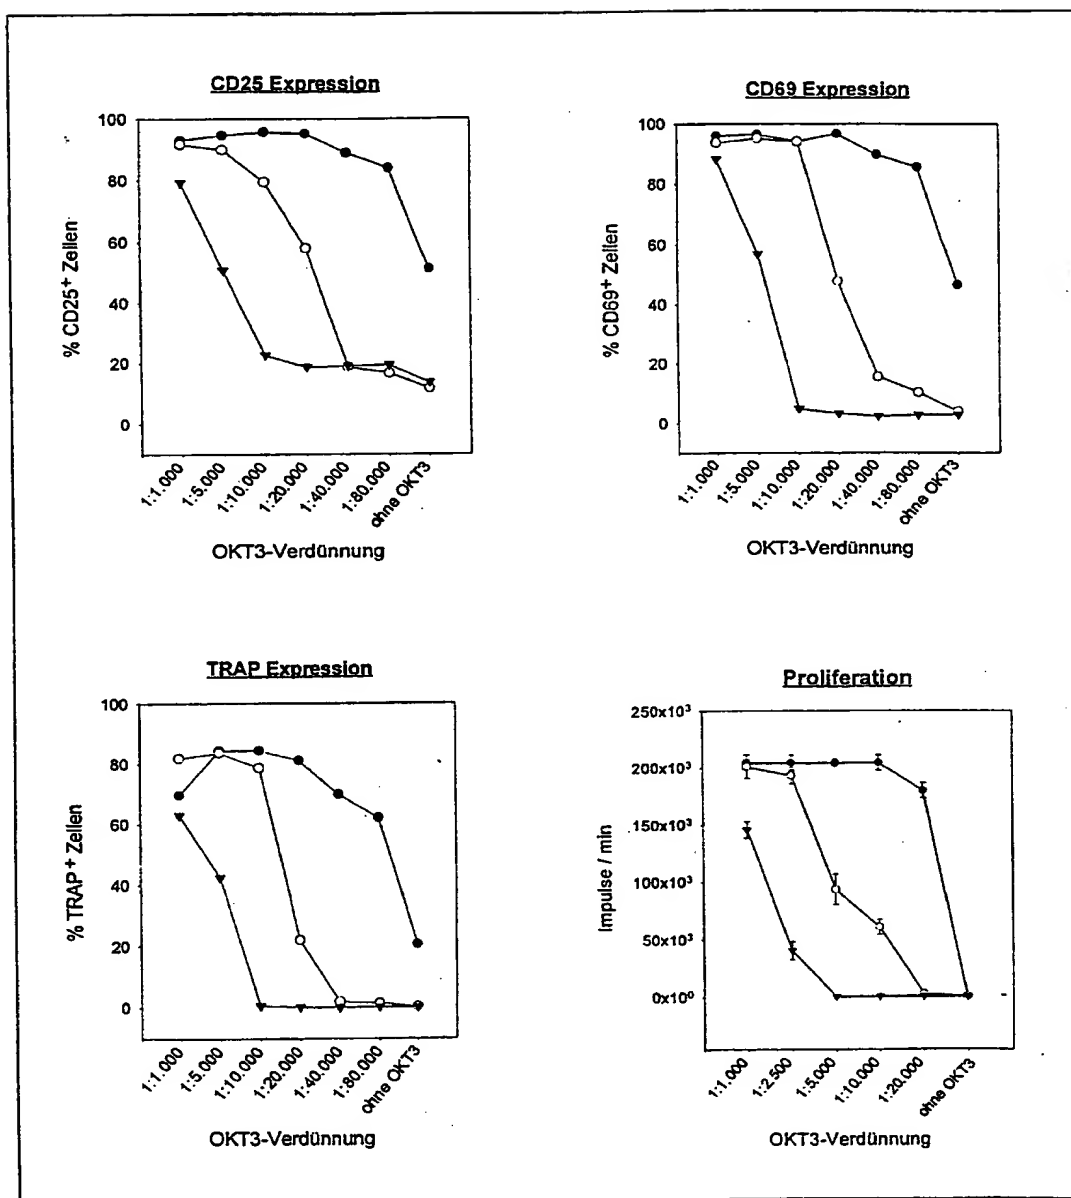 CD25 Expression
100
80
60
40
20
0
% CD25+ Zellen
1:1.000
1:5.000
1:10.000
1:20.000
1:40.000
1:80.000
ohne OKT3
OKT3-Verdünnung
CD69 Expression
100
80
60
40
20
0
% CD69+ Zellen
1:1.000
1:5.000
1:10.000
1:20.000
1:40.000
1:80.000
ohne OKT3
OKT3-Verdünnung
TRAP Expression
100
80
60
40
20
0
% TRAP+ Zellen
1:1.000
1:5.000
1:10.000
1:20.000
1:40.000
1:80.000
ohne OKT3
OKT3-Verdünnung
Proliferation
250x10³
200x10³
150x10³
100x10³
50x10³
0x10⁰
Impulse / min
1:1.000
1:2.500
1:5.000
1:10.000
1:20.000
ohne OKT3
OKT3-Verdünnung